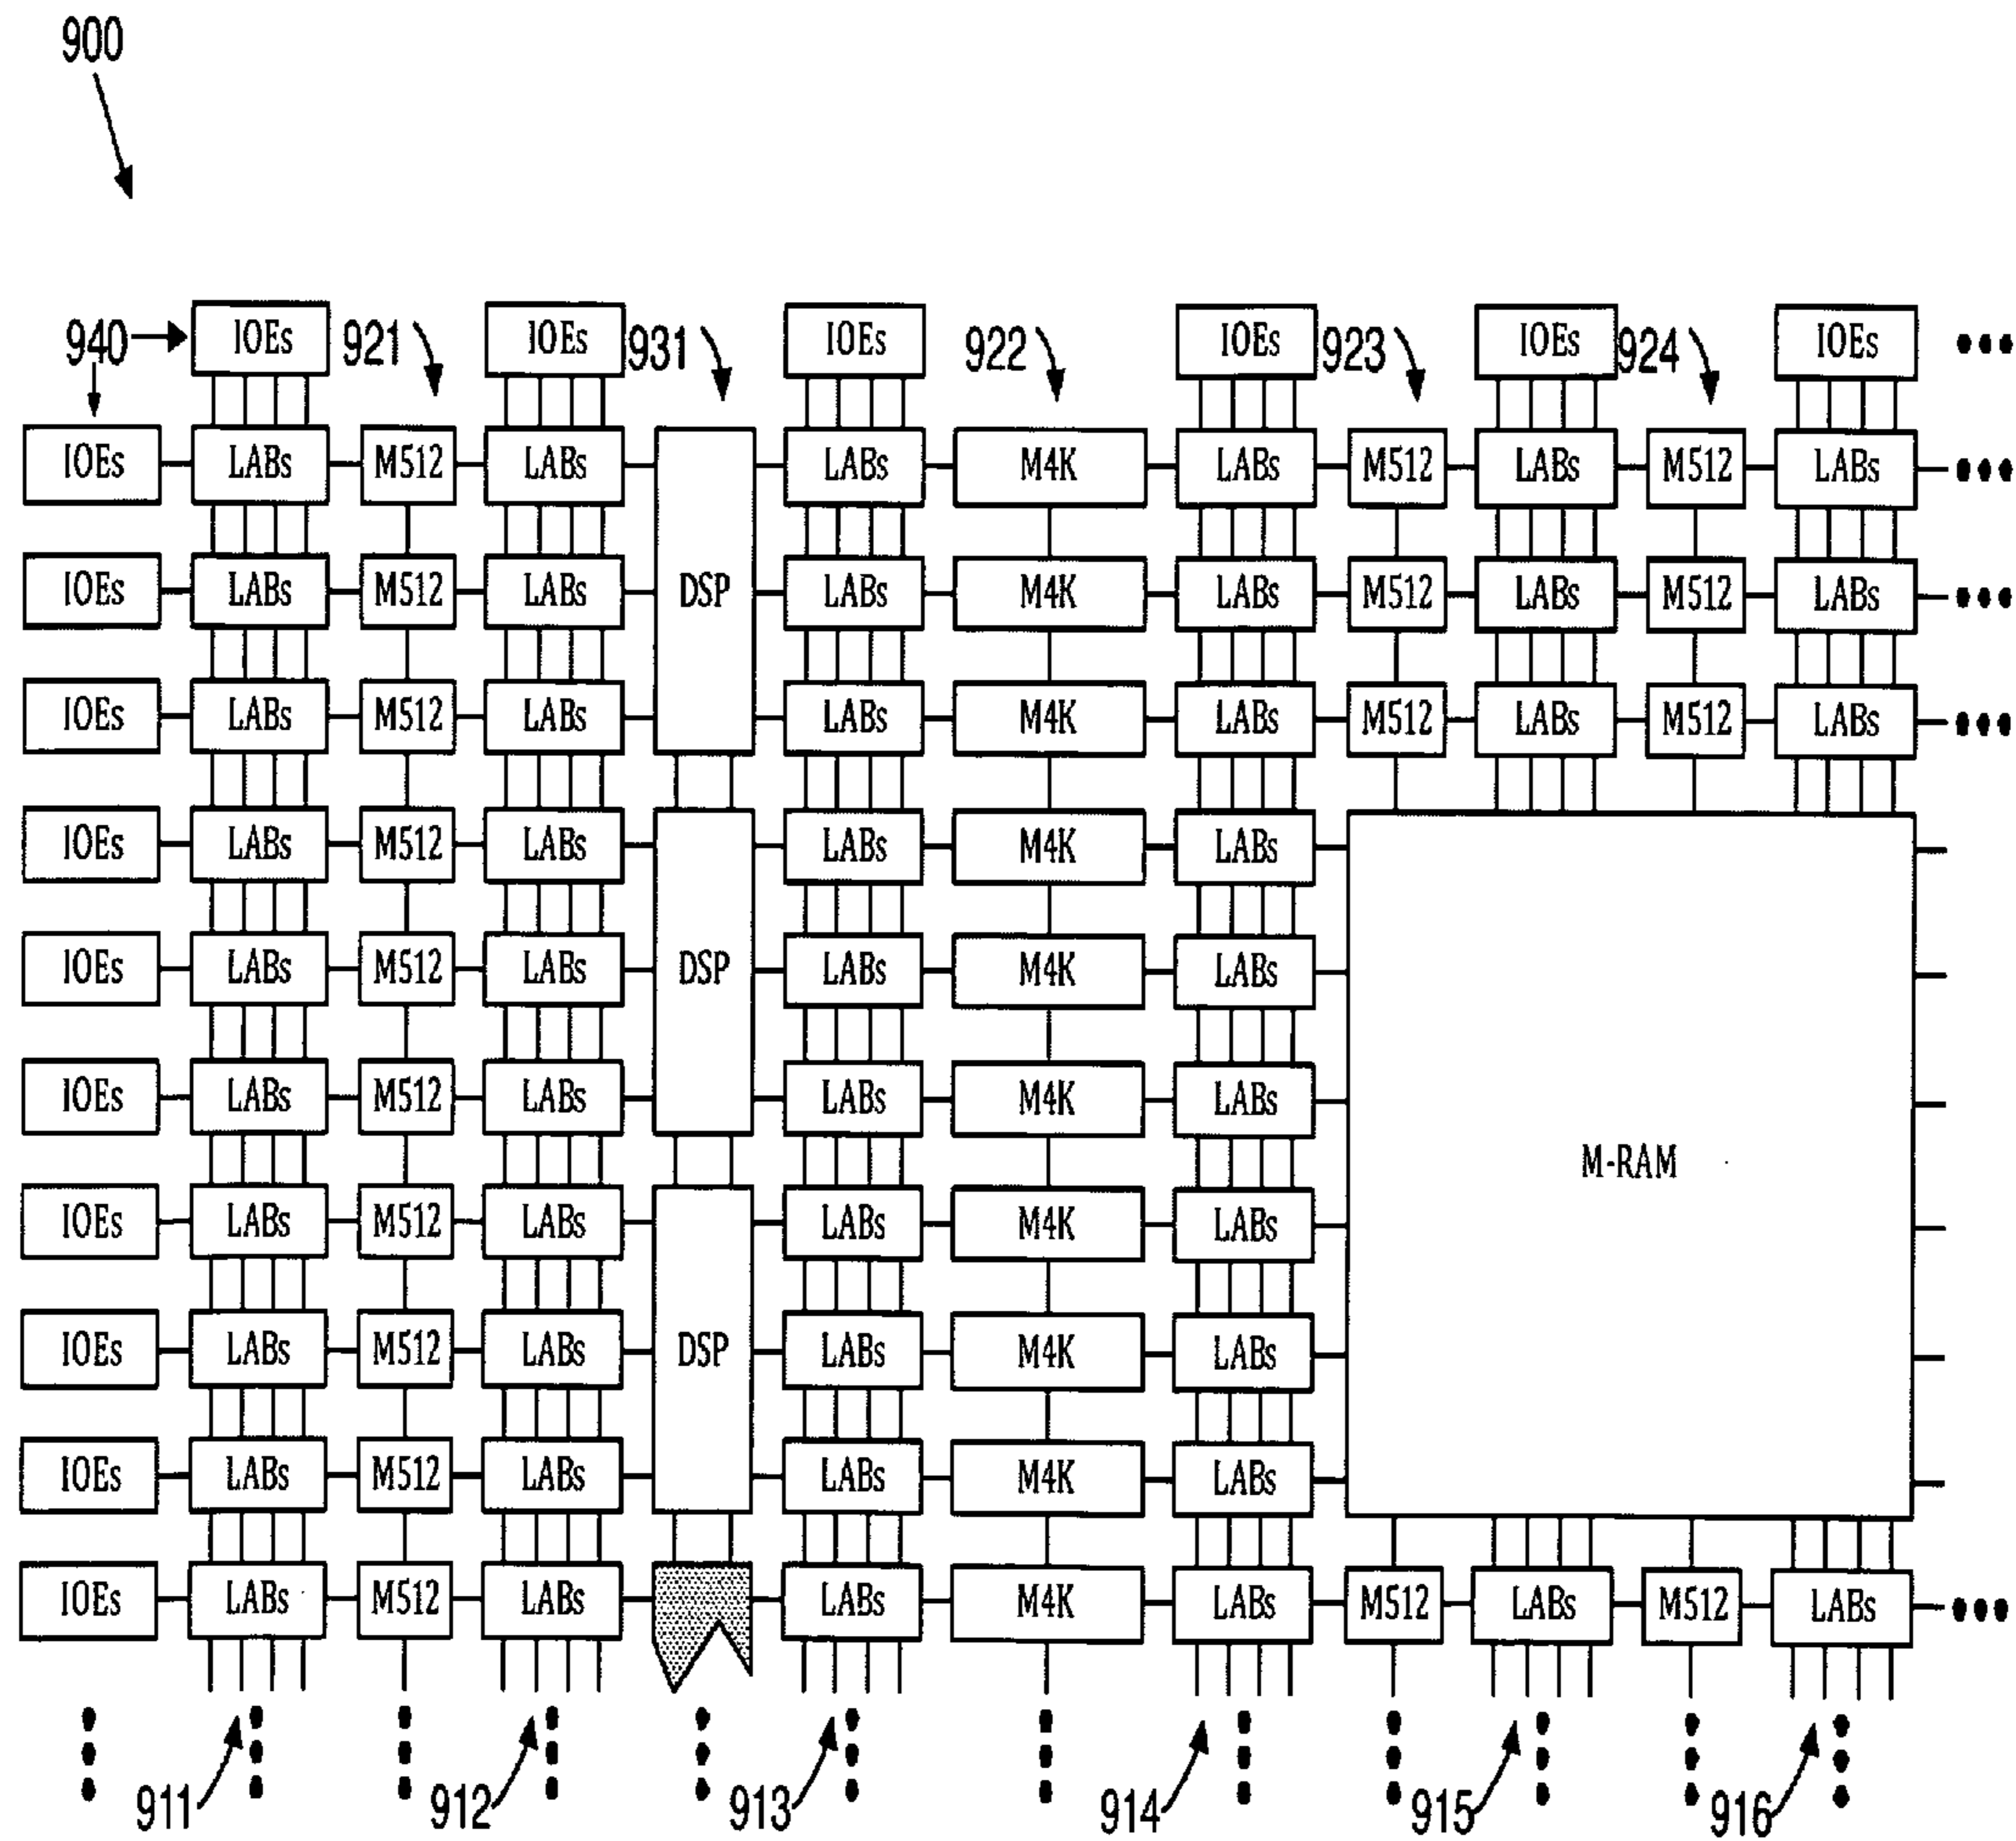 900
940 IOEs 921 IOEs 931 IOEs 922 IOEs 923 IOEs 924 IOEs
IOEs LABs M512 LABs LABs M4K LABs M512 LABs M512 LABs
IOEs LABs M512 LABs DSP LABs M4K LABs M512 LABs M512 LABs
IOEs LABs M512 LABs LABs M4K LABs M512 LABs M512 LABs
IOEs LABs M512 LABs LABs M4K LABs
IOEs LABs M512 LABs DSP LABs M4K LABs
IOEs LABs M512 LABs LABs M4K LABs
M-RAM
IOEs LABs M512 LABs LABs M4K LABs
IOEs LABs M512 LABs DSP LABs M4K LABs
IOEs LABs M512 LABs LABs M4K LABs
IOEs LABs M512 LABs LABs M4K LABs M512 LABs M512 LABs
911 912 913 914 915 916